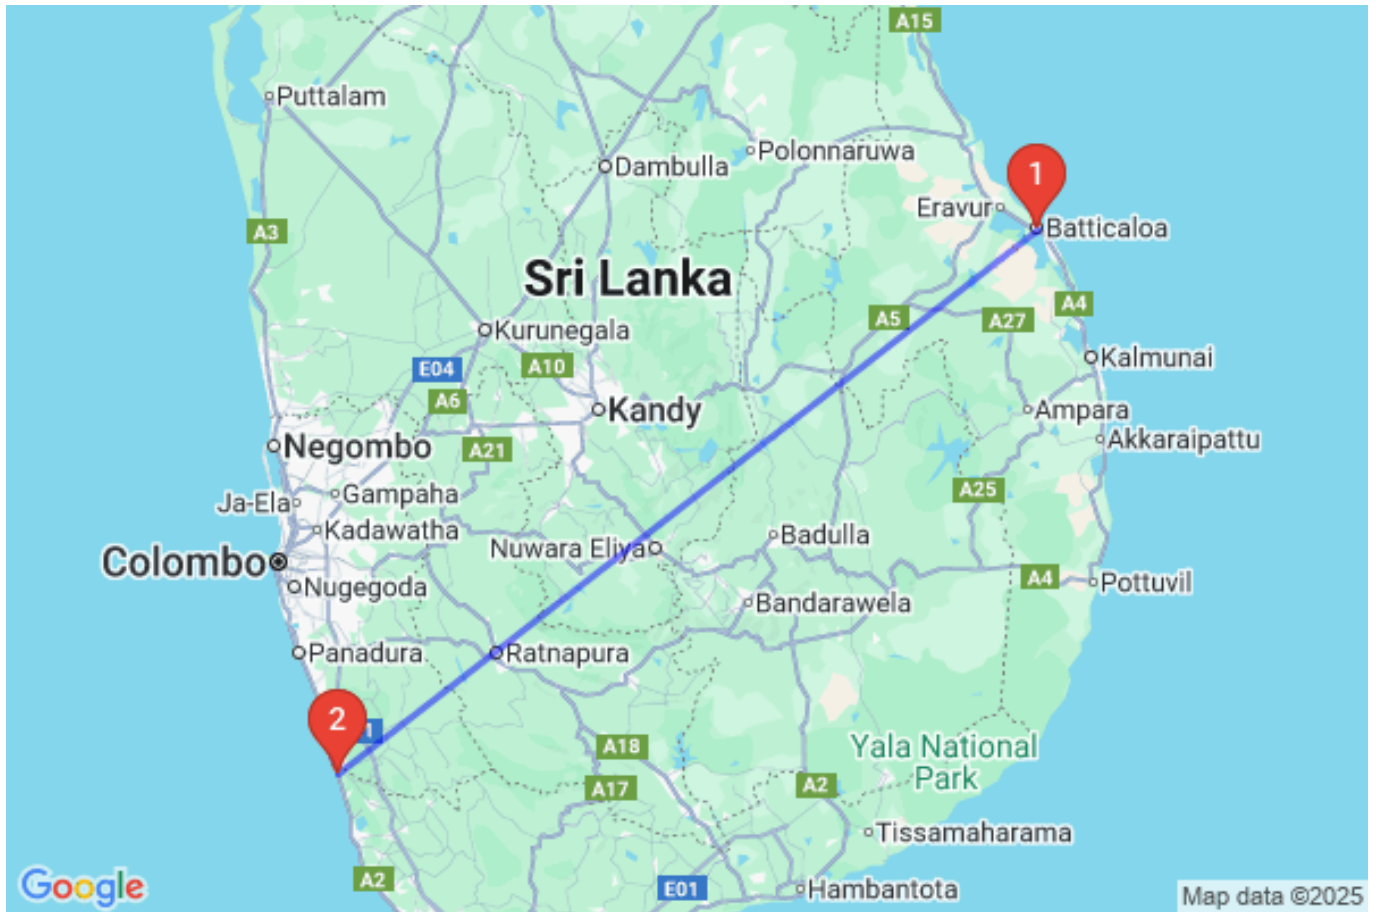 A15
Puttalam
Polonnaruwa
Dambulla
1
Eravur
Batticaloa
A3
Sri Lanka
A4
A5
A27
Kurunegala
Kalmunai
E04
A10
A6
Kandy
Ampara
Akkaraipattu
Negombo
A21
A25
Gampaha
Ja-Ela
Kadawatha
Badulla
Nuwara Eliya
Colombo
A4
Pottuvil
Nugegoda
Bandarawela
Panadura
Ratnapura
2
1
A18
Yala National
Park
A17
A2
Tissamaharama
A2
Google
E01
Hambantota
Map data ©2025